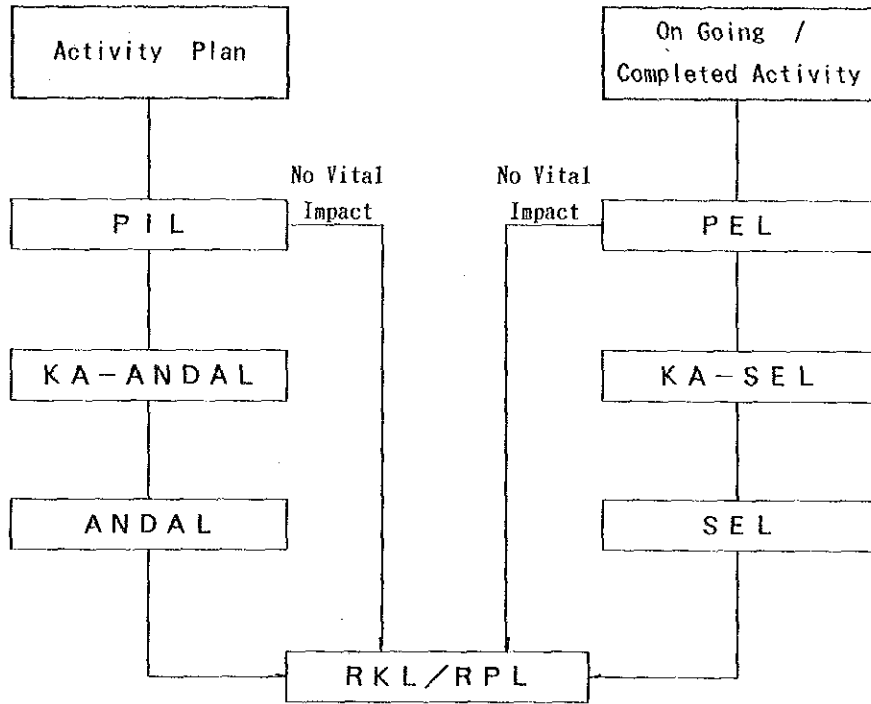 Activity Plan
On Going /
Completed Activity
No Vital
Impact
No Vital
Impact
PIL
PEL
KA-ANDAL
KA-SEL
ANDAL
SEL
RKL/RPL